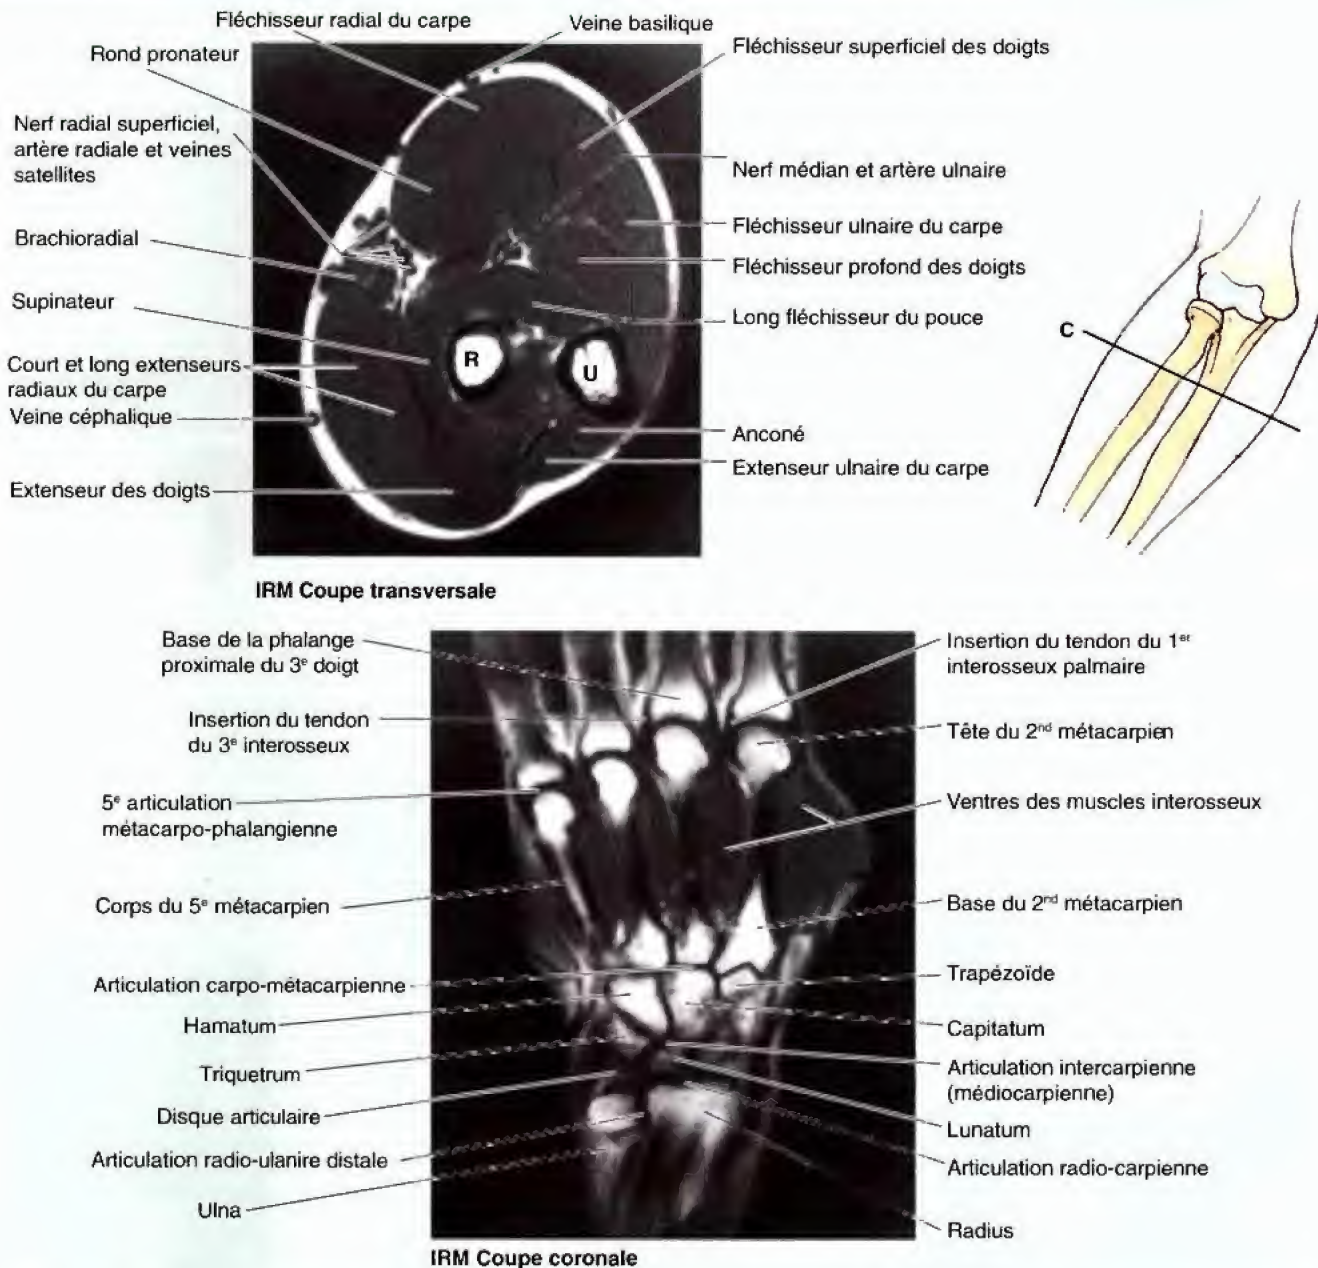 Fléchisseur radial du carpe
Veine basilique
Rond pronateur
Fléchisseur superficiel des doigts
Nerf radial superficiel,
artère radiale et veines
satellites
Nerf médian et artère ulnaire
Brachioradial
Fléchisseur ulnaire du carpe
Fléchisseur profond des doigts
Supinateur
Long fléchisseur du pouce
Court et long extenseurs
radiaux du carpe
Veine céphalique
Anconé
Extenseur ulnaire du carpe
Extenseur des doigts
R
U
C
IRM Coupe transversale
Base de la phalange
proximale du 3e doigt
Insertion du tendon du 1er
interosseux palmaire
Insertion du tendon
du 3e interosseux
Tête du 2nd métacarpien
5e articulation
métacarpo-phalangienne
Ventres des muscles interosseux
Corps du 5e métacarpien
Base du 2nd métacarpien
Articulation carpo-métacarpienne
Trapézoïde
Hamatum
Capitatum
Triquetrum
Articulation intercarpienne
(médiocarpienne)
Disque articulaire
Lunatum
Articulation radio-ulanire distale
Articulation radio-carpienne
Ulna
Radius
IRM Coupe coronale